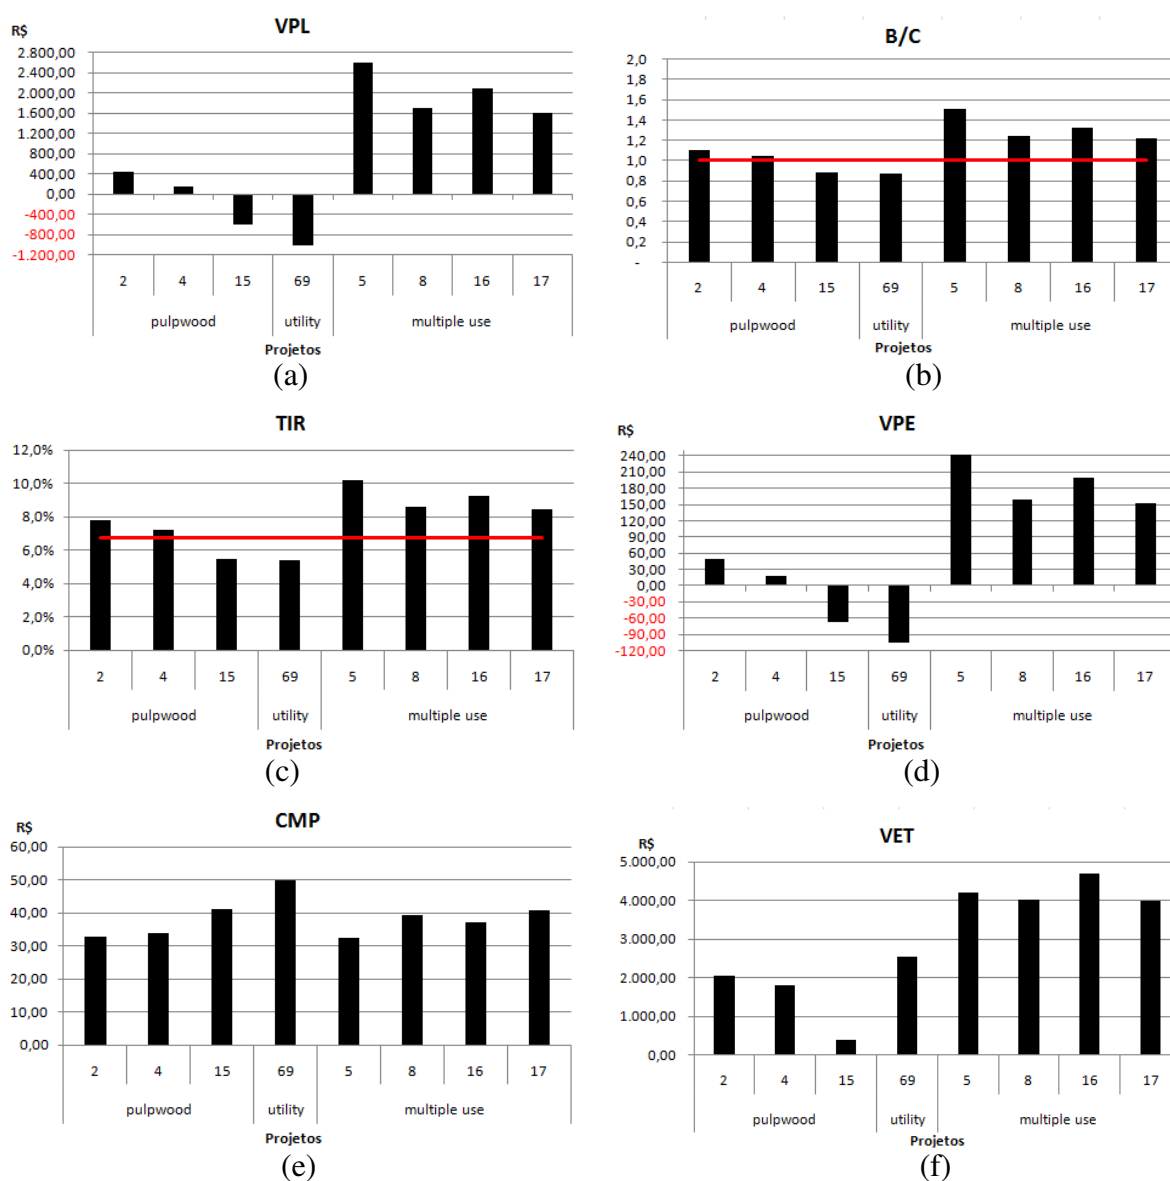 VPL
R$
2.800,00
2.400,00
2.000,00
1.600,00
1.200,00
800,00
400,00
0,00
-400,00
-800,00
-1.200,00
2 4 15 69 5 8 16 17
pulpwood utility multiple use
Projetos
(a)
B/C
2,0
1,8
1,6
1,4
1,2
1,0
0,8
0,6
0,4
0,2
-
2 4 15 69 5 8 16 17
pulpwood utility multiple use
Projetos
(b)
TIR
12,0%
10,0%
8,0%
6,0%
4,0%
2,0%
0,0%
2 4 15 69 5 8 16 17
pulpwood utility multiple use
Projetos
(c)
VPE
R$
240,00
210,00
180,00
150,00
120,00
90,00
60,00
30,00
0,00
-30,00
-60,00
-90,00
-120,00
2 4 15 69 5 8 16 17
pulpwood utility multiple use
Projetos
(d)
CMP
R$
60,00
50,00
40,00
30,00
20,00
10,00
0,00
2 4 15 69 5 8 16 17
pulpwood utility multiple use
Projetos
(e)
VET
R$
5.000,00
4.000,00
3.000,00
2.000,00
1.000,00
0,00
2 4 15 69 5 8 16 17
pulpwood utility multiple use
Projetos
(f)